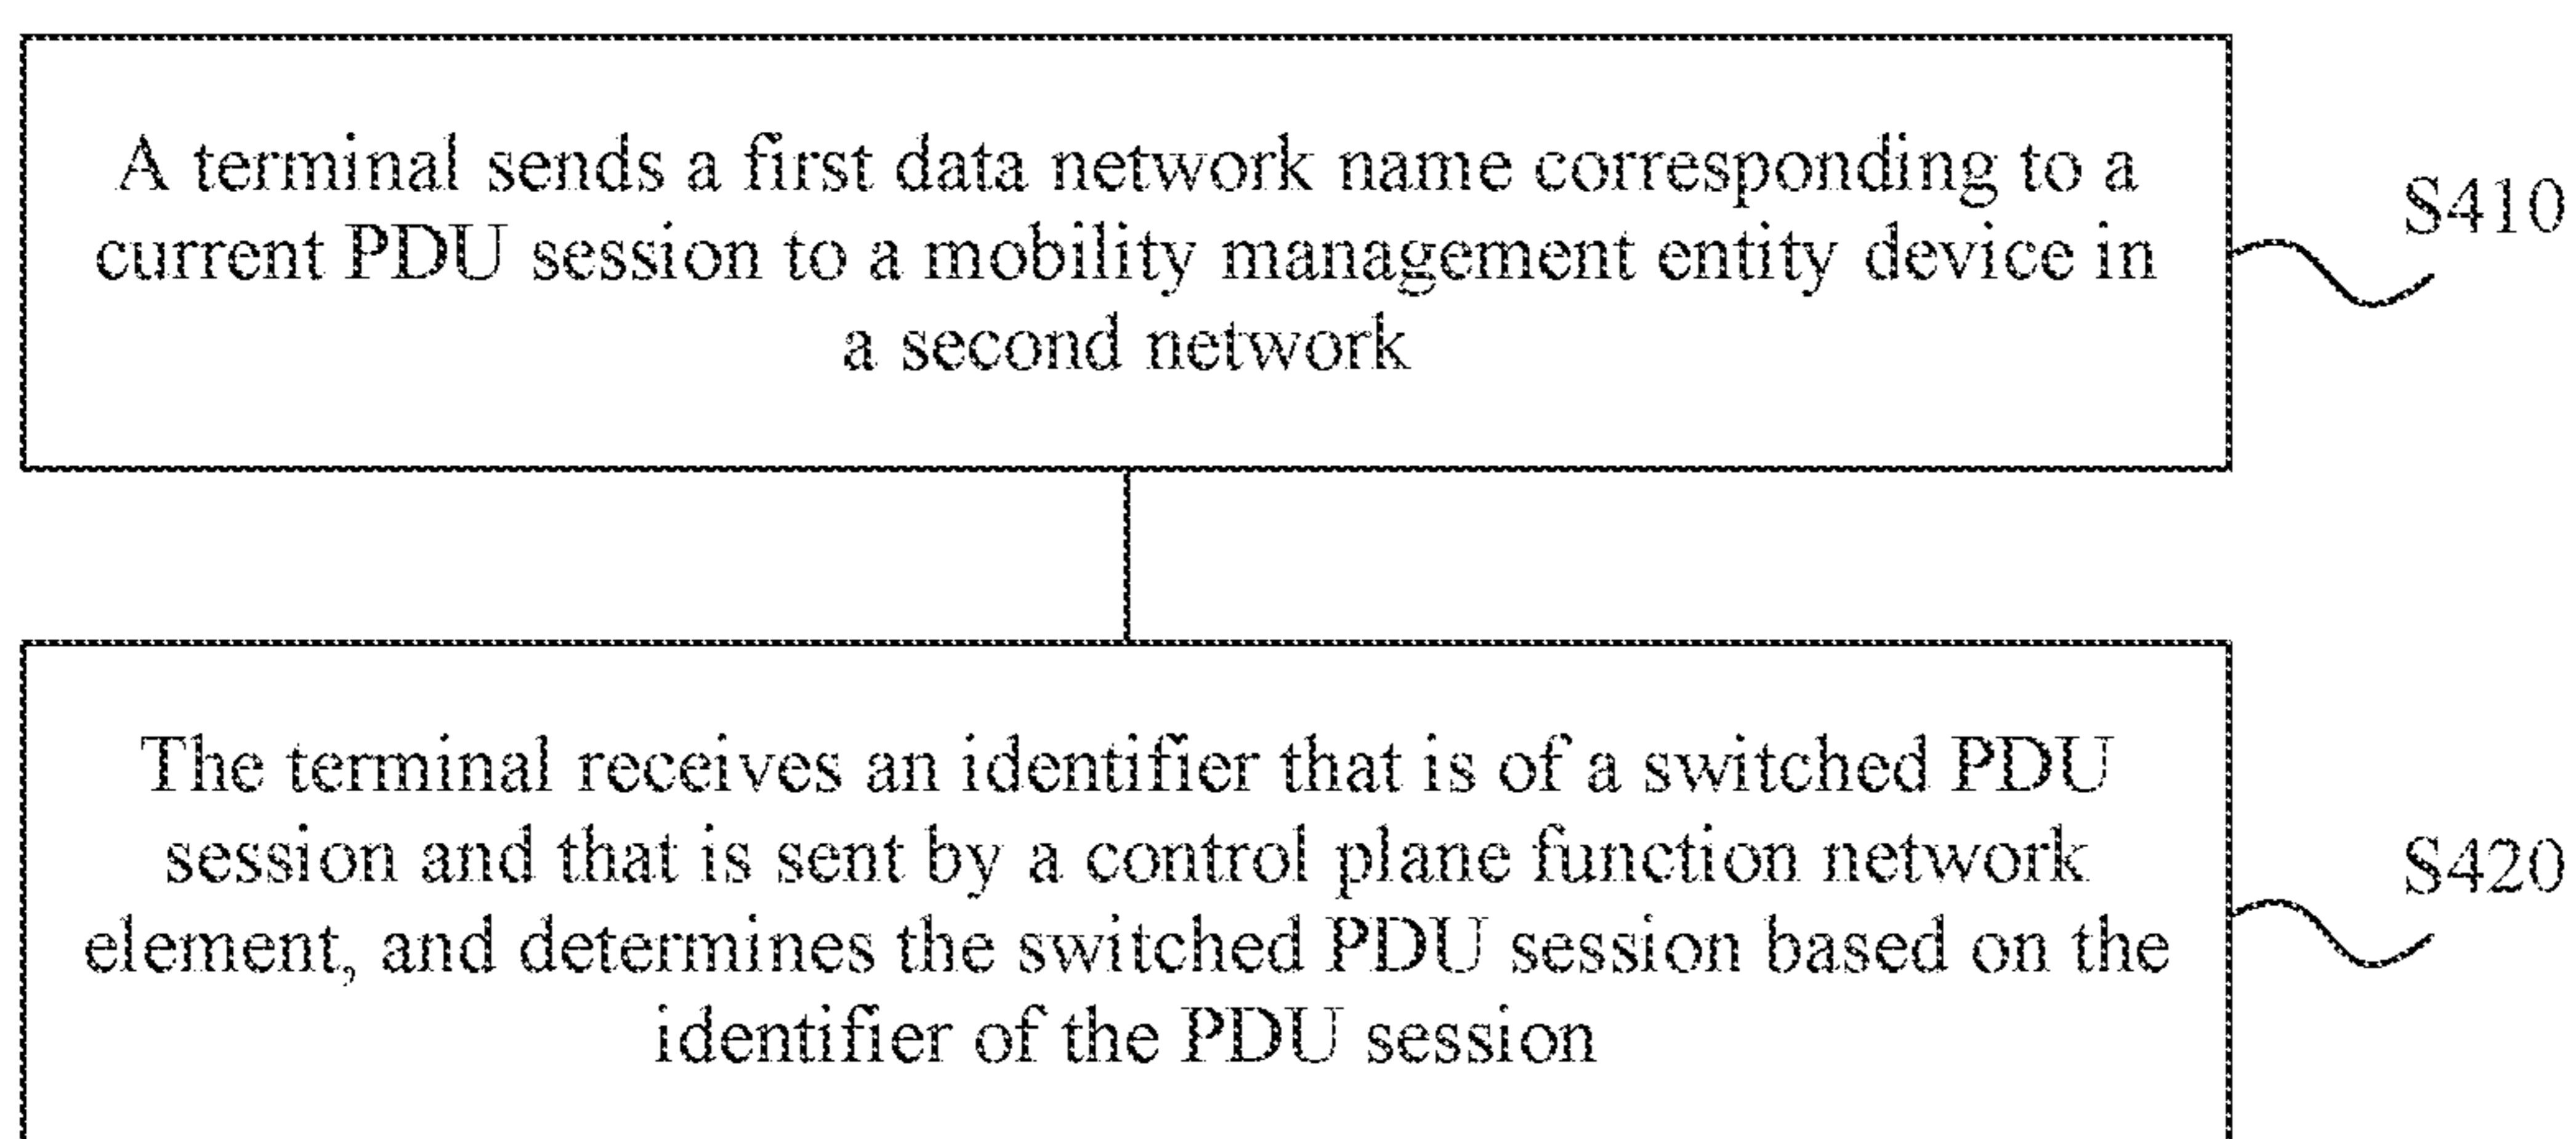 A terminal sends a first data network name corresponding to a
current PDU session to a mobility management entity device in
a second network
S410
The terminal receives an identifier that is of a switched PDU
session and that is sent by a control plane function network
element, and determines the switched PDU session based on the
identifier of the PDU session
S420